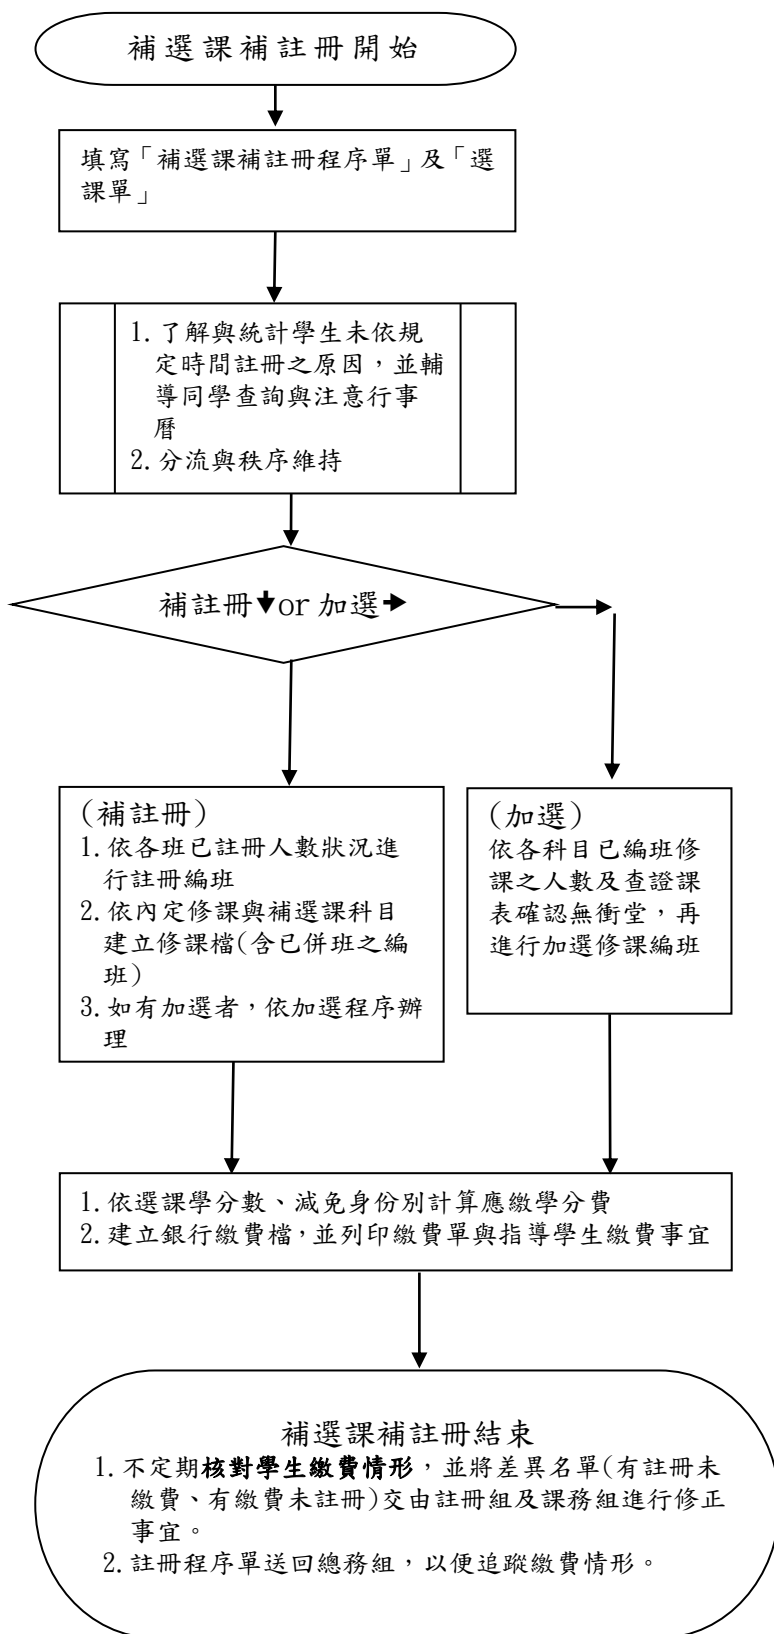 補選課補註冊開始
填寫「補選課補註冊程序單」及「選
課單」
1. 了解與統計學生未依規
定時間註冊之原因，並輔
導同學查詢與注意行事
曆
2. 分流與秩序維持
補註冊🡇or 加選🡆
(補註冊)
1. 依各班已註冊人數狀況進
行註冊編班
2. 依內定修課與補選課科目
建立修課檔(含已併班之編
班)
3. 如有加選者，依加選程序辦
理
(加選)
依各科目已編班修
課之人數及查證課
表確認無衝堂，再
進行加選修課編班
1. 依選課學分數、減免身份別計算應繳學分費
2. 建立銀行繳費檔，並列印繳費單與指導學生繳費事宜
補選課補註冊結束
1. 不定期核對學生繳費情形，並將差異名單(有註冊未
繳費、有繳費未註冊)交由註冊組及課務組進行修正
事宜。
2. 註冊程序單送回總務組，以便追蹤繳費情形。